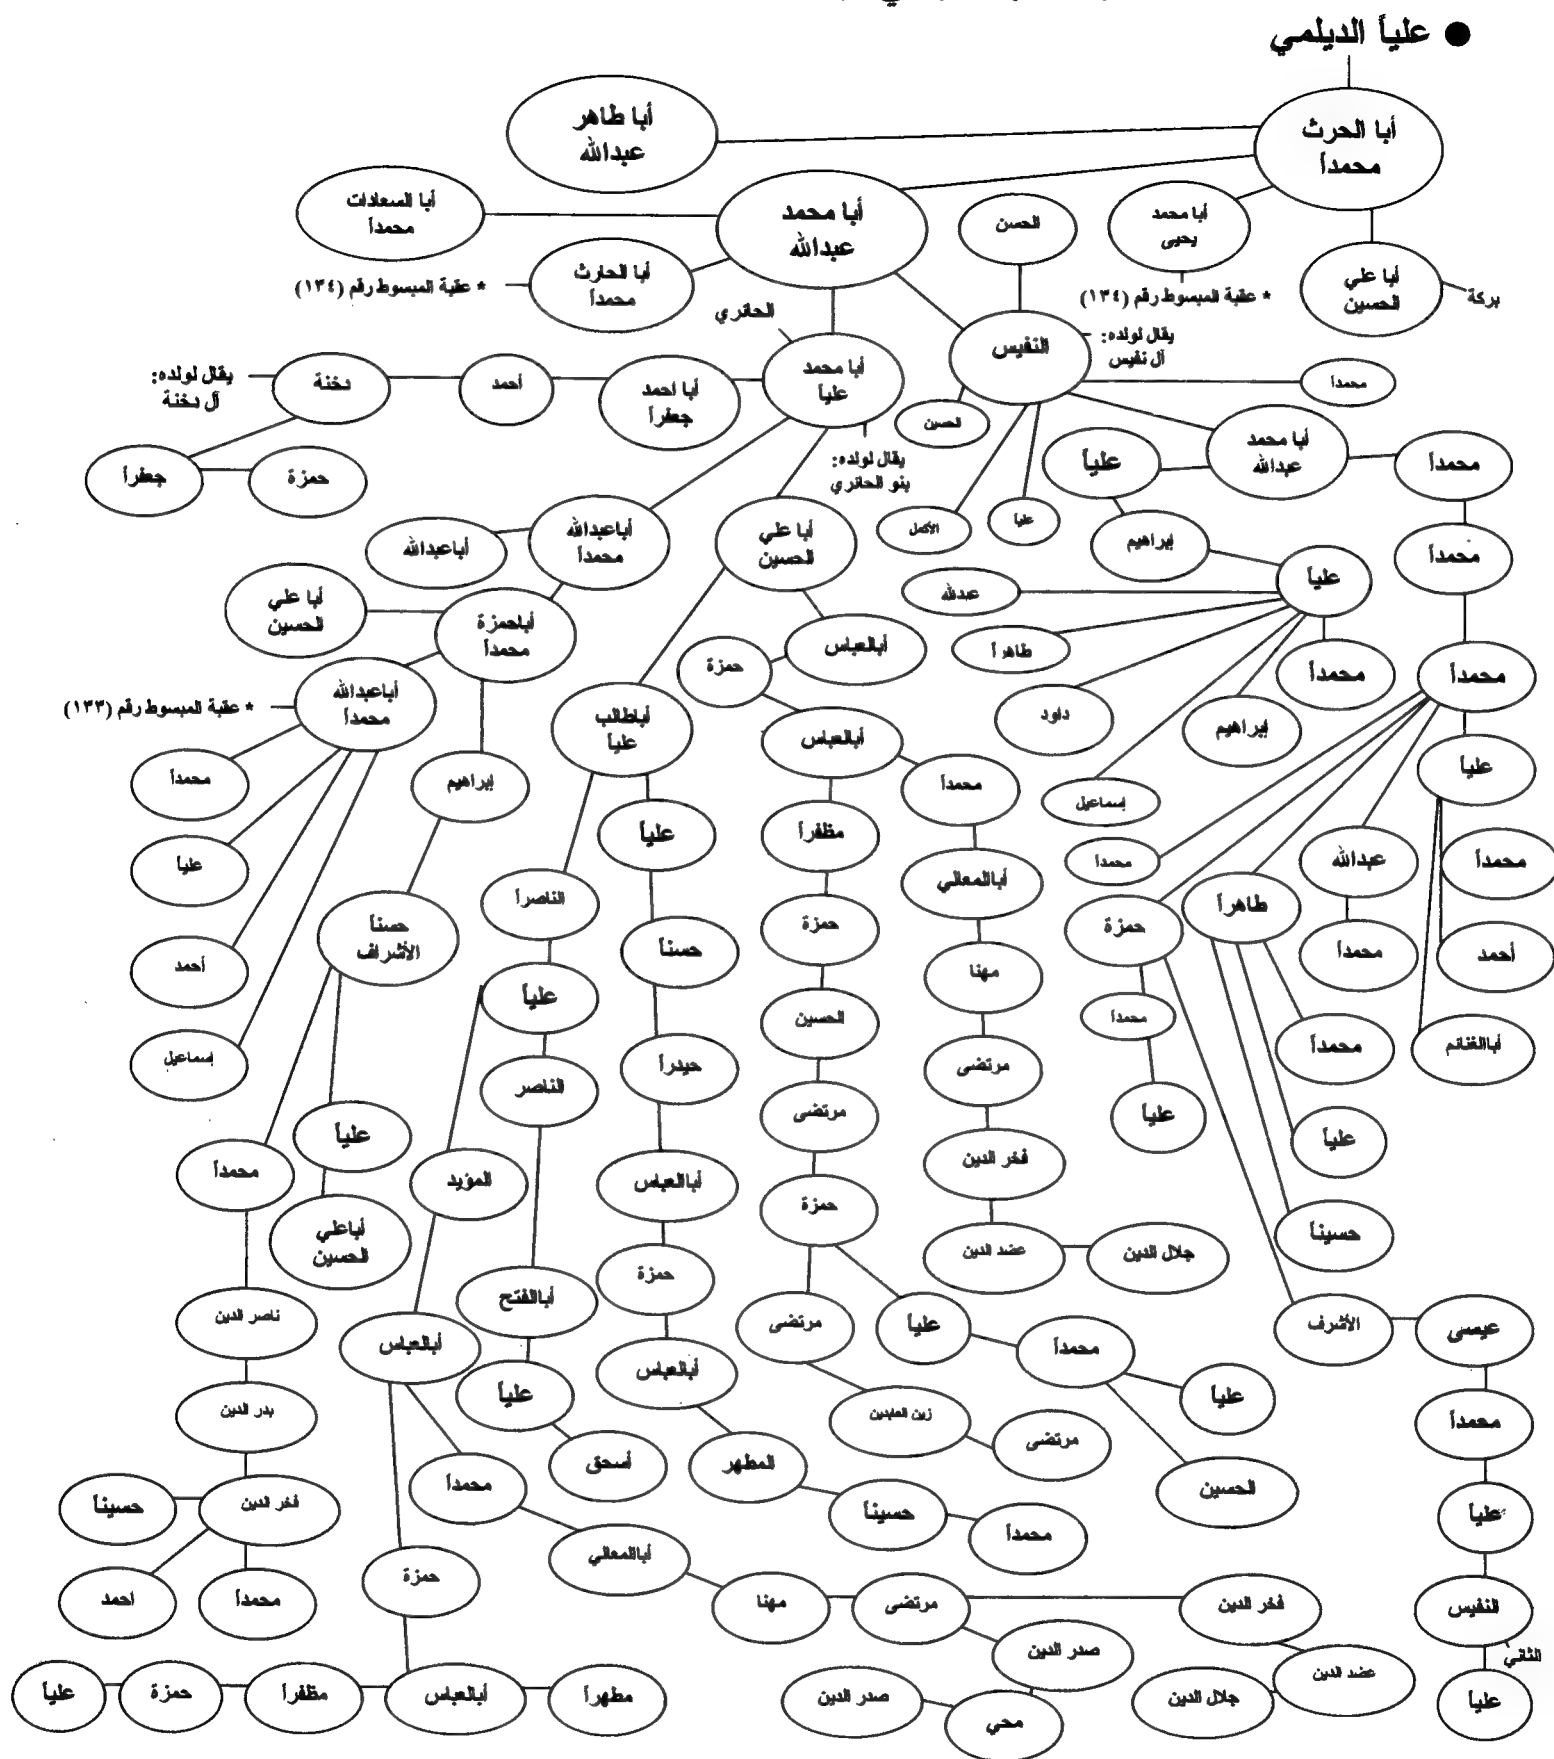 ● علياً الديلمي
أبا الحرث
محمداً
أبا طاهر
عبدالله
أبا محمد
عبدالله
أبا السعادات
محمداً
أبا الحارث
محمداً
* عقبة المبسوط رقم (١٣٤)
الحسن
أبا محمد
يحيى
* عقبة المبسوط رقم (١٣٤)
أبا علي
الحسين
بركة
الحائري
النفيس
يقال لولده:
آل نفيس
أبا محمد
علياً
أبا احمد
جعفراً
أحمد
دخنة
يقال لولده:
آل دخنة
جعفراً
حمزة
محمداً
الحسين
يقال لولده:
بنو الحائري
الأكمل
علياً
أبا محمد
عبدالله
علياً
محمداً
إبراهيم
محمداً
علياً
عبدالله
طاهراً
داود
إسماعيل
إبراهيم
محمداً
محمداً
أباعبدالله
محمداً
أباعبدالله
أبا علي
الحسين
أبا علي
الحسين
أباحمزة
محمداً
أباعبدالله
محمداً
* عقبة المبسوط رقم (١٣٣)
محمداً
علياً
أحمد
إسماعيل
إبراهيم
حسناً
الأشراف
علياً
أباعلي
الحسين
محمداً
ناصر الدين
بدر الدين
فخر الدين
حسيناً
احمد
محمداً
أبالعباس
حمزة
أباطالب
علياً
أبالعباس
محمداً
مظفراً
أباالمعالي
حمزة
مهنا
الحسين
مرتضى
مرتضى
فخر الدين
حمزة
عضد الدين
جلال الدين
مرتضى
علياً
محمداً
علياً
الحسين
زين العابدين
مرتضى
علياً
حسناً
حيدراً
أباالعباس
حمزة
أبالعباس
المطهر
حسيناً
محمداً
الناصراً
علياً
الناصر
أباالفتح
علياً
أسحق
المؤيد
أبالعباس
محمداً
أباالمعالي
مهنا
مرتضى
فخر الدين
صدر الدين
عضد الدين
محي
صدر الدين
جلال الدين
حمزة
أبالعباس
مطهراً
مظفراً
حمزة
علياً
علياً
محمداً
أحمد
أباالغنائم
عبدالله
محمداً
طاهراً
محمداً
علياً
حسيناً
محمداً
حمزة
محمداً
علياً
الأشرف
عيسى
محمداً
علياً
النفيس
الثاني
علياً